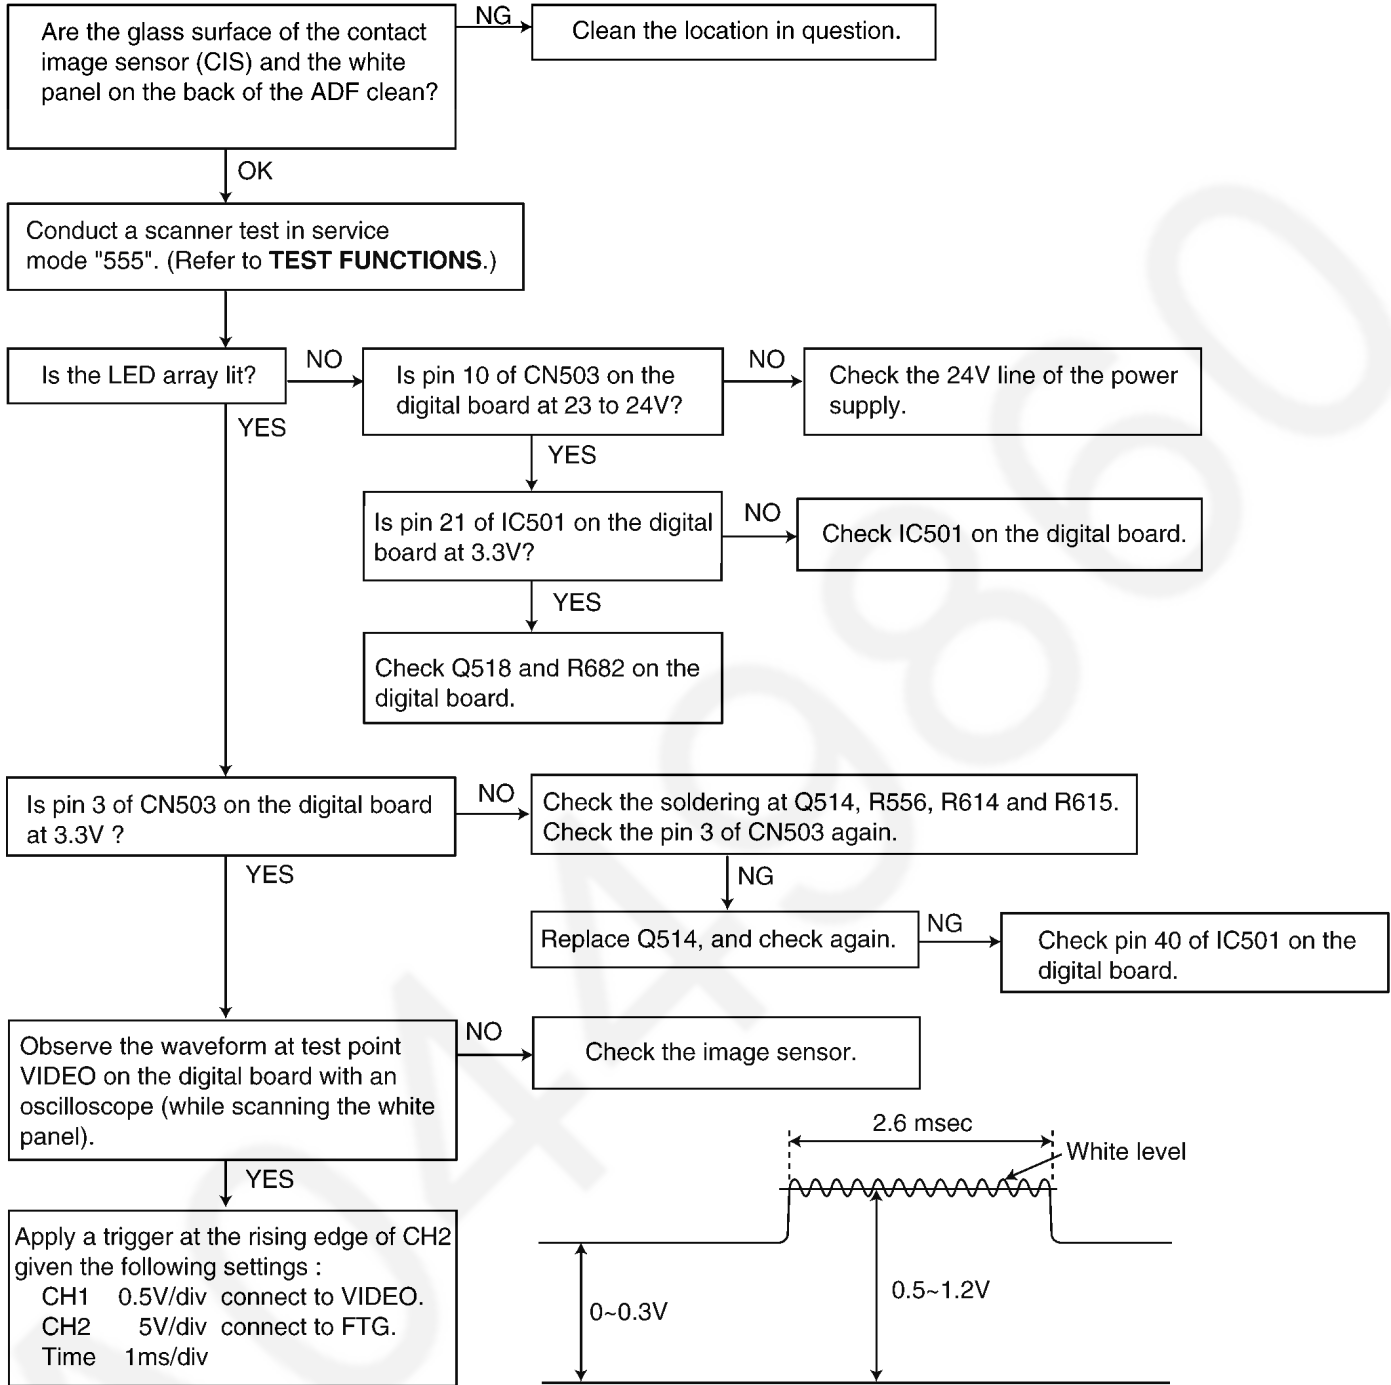 Are the glass surface of the contact
image sensor (CIS) and the white
panel on the back of the ADF clean?
NG
Clean the location in question.
OK
Conduct a scanner test in service
mode "555". (Refer to TEST FUNCTIONS.)
Is the LED array lit?
NO
Is pin 10 of CN503 on the
digital board at 23 to 24V?
NO
Check the 24V line of the power
supply.
YES
YES
Is pin 21 of IC501 on the digital
board at 3.3V?
NO
Check IC501 on the digital board.
YES
Check Q518 and R682 on the
digital board.
Is pin 3 of CN503 on the digital board
at 3.3V ?
NO
Check the soldering at Q514, R556, R614 and R615.
Check the pin 3 of CN503 again.
YES
NG
Replace Q514, and check again.
NG
Check pin 40 of IC501 on the
digital board.
Observe the waveform at test point
VIDEO on the digital board with an
oscilloscope (while scanning the white
panel).
NO
Check the image sensor.
YES
Apply a trigger at the rising edge of CH2
given the following settings :
CH1 0.5V/div connect to VIDEO.
CH2 5V/div connect to FTG.
Time 1ms/div
2.6 msec
White level
0~0.3V
0.5~1.2V